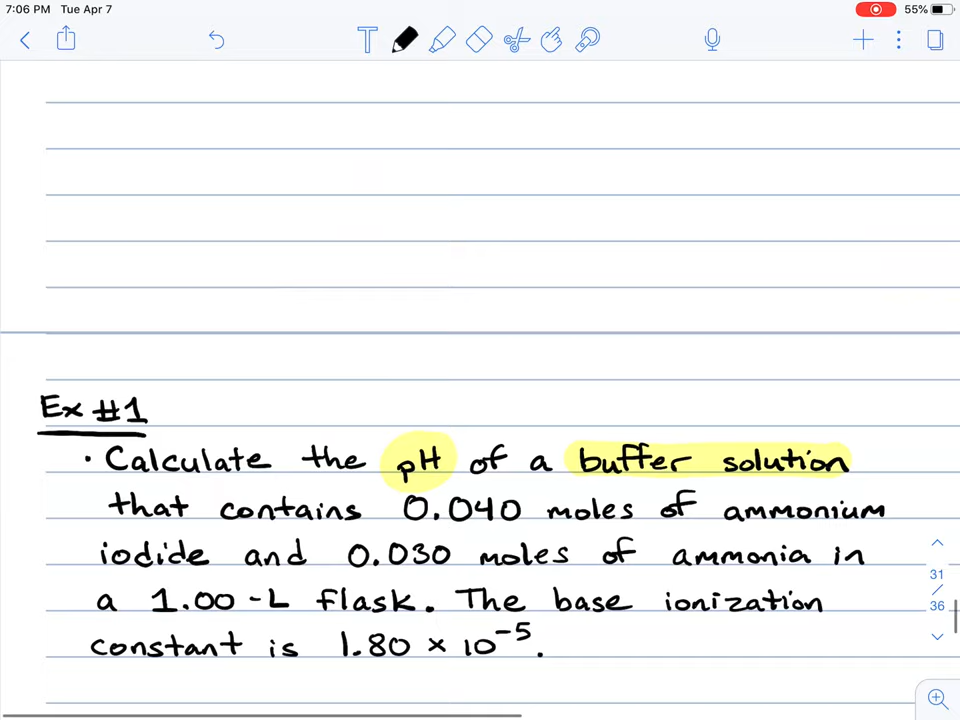 7:06 PM Tue Apr 7 55%
T
Ex #1
· Calculate the pH of a buffer solution
that contains 0.040 moles of ammonium
iodide and 0.030 moles of ammonia in
a 1.00-L flask. The base ionization
constant is 1.80 × 10⁻⁵.
31
/
36